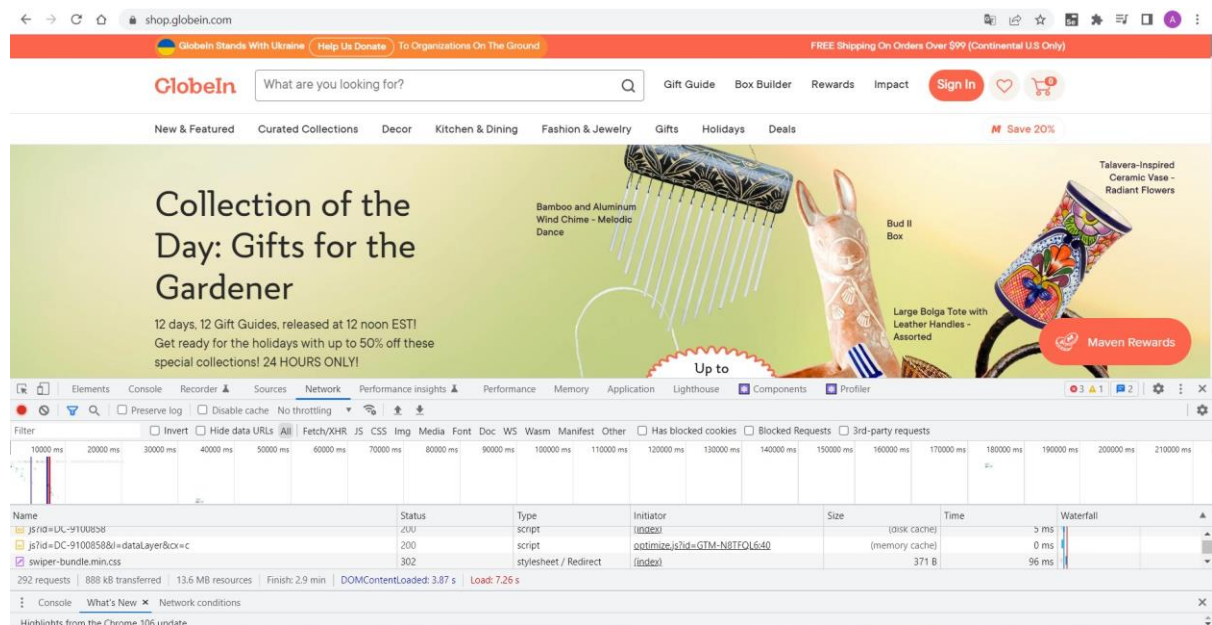 shop.globein.com
A
GlobeIn Stands With Ukraine Help Us Donate To Organizations On The Ground FREE Shipping On Orders Over $99 (Continental U.S Only)
GlobeIn What are you looking for? Gift Guide Box Builder Rewards Impact Sign In 0
New & Featured Curated Collections Decor Kitchen & Dining Fashion & Jewelry Gifts Holidays Deals M Save 20%
Collection of the
Day: Gifts for the
Gardener
12 days, 12 Gift Guides, released at 12 noon EST!
Get ready for the holidays with up to 50% off these
special collections! 24 HOURS ONLY!
Bamboo and Aluminum
Wind Chime - Melodic
Dance
Bud II
Box
Talavera-Inspired
Ceramic Vase -
Radiant Flowers
Large Bolga Tote with
Leather Handles -
Assorted
Up to
Maven Rewards
Elements Console Recorder Sources Network Performance insights Performance Memory Application Lighthouse Components Profiler 3 1 2
Preserve log Disable cache No throttling
Filter Invert Hide data URLs All Fetch/XHR JS CSS Img Media Font Doc WS Wasm Manifest Other Has blocked cookies Blocked Requests 3rd-party requests
10000 ms 20000 ms 30000 ms 40000 ms 50000 ms 60000 ms 70000 ms 80000 ms 90000 ms 100000 ms 110000 ms 120000 ms 130000 ms 140000 ms 150000 ms 160000 ms 170000 ms 180000 ms 190000 ms 200000 ms 210000 ms
Name Status Type Initiator Size Time Waterfall
js?id=DC-9100858 200 script (index) (disk cache) 5 ms
js?id=DC-9100858&l=dataLayer&cx=c 200 script optimize.js?id=GTM-N8TFQL6:40 (memory cache) 0 ms
swiper-bundle.min.css 302 stylesheet / Redirect (index) 371 B 96 ms
292 requests 888 kB transferred 13.6 MB resources Finish: 2.9 min DOMContentLoaded: 3.87 s Load: 7.26 s
Console What's New Network conditions
Highlights from the Chrome 106 update